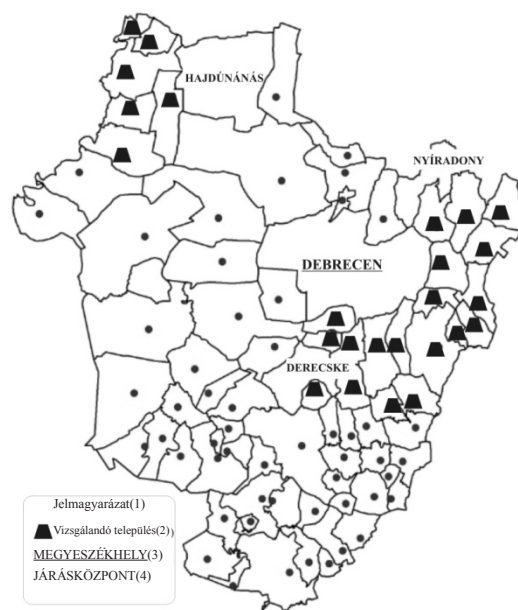 HAJDÚNÁNÁS
NYÍRADONY
DEBRECEN
DERECSKE
Jelmagyarázat(1)
Vizsgálandó település(2))
MEGYESZÉKHELY(3)
JÁRÁSKÖZPONT(4)